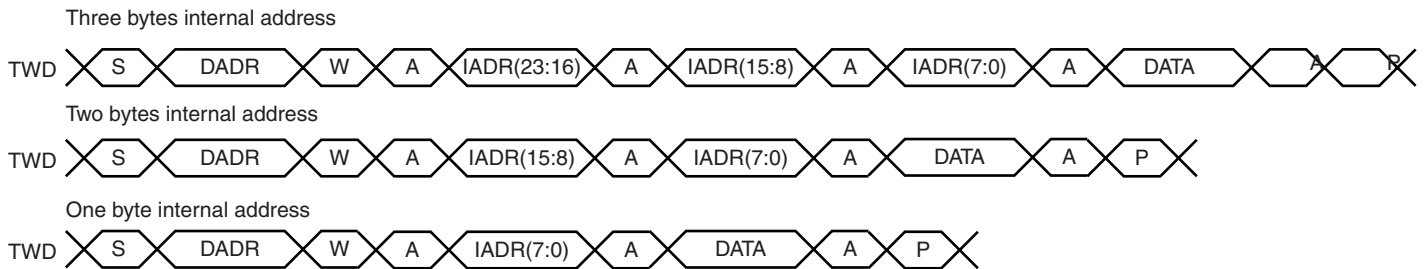 Three bytes internal address
TWD S DADR W A IADR(23:16) A IADR(15:8) A IADR(7:0) A DATA A P
Two bytes internal address
TWD S DADR W A IADR(15:8) A IADR(7:0) A DATA A P
One byte internal address
TWD S DADR W A IADR(7:0) A DATA A P